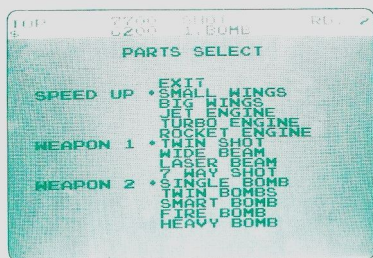 TOP 7700 SHOT RD. 2
$ 6200 1.BOMB
PARTS SELECT
EXIT
SPEED UP •SMALL WINGS
BIG WINGS
JET ENGINE
TURBO ENGINE
ROCKET ENGINE
WEAPON 1 •TWIN SHOT
WIDE BEAM
LASER BEAM
7 WAY SHOT
WEAPON 2 •SINGLE BOMB
TWIN BOMBS
SMART BOMB
FIRE BOMB
HEAVY BOMB